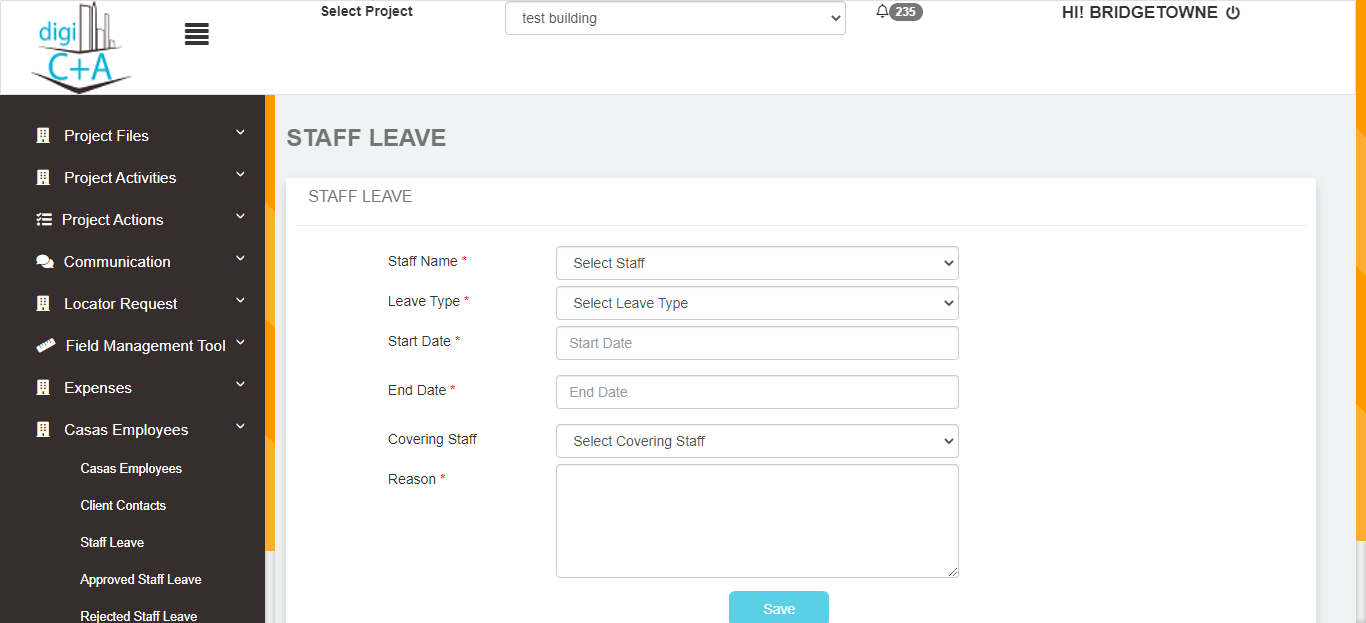 digi
C+A
Select Project
test building
235
HI! BRIDGETOWNE
Project Files
Project Activities
Project Actions
Communication
Locator Request
Field Management Tool
Expenses
Casas Employees
Casas Employees
Client Contacts
Staff Leave
Approved Staff Leave
Rejected Staff Leave
STAFF LEAVE
STAFF LEAVE
Staff Name *
Select Staff
Leave Type *
Select Leave Type
Start Date *
Start Date
End Date *
End Date
Covering Staff
Select Covering Staff
Reason *
Save